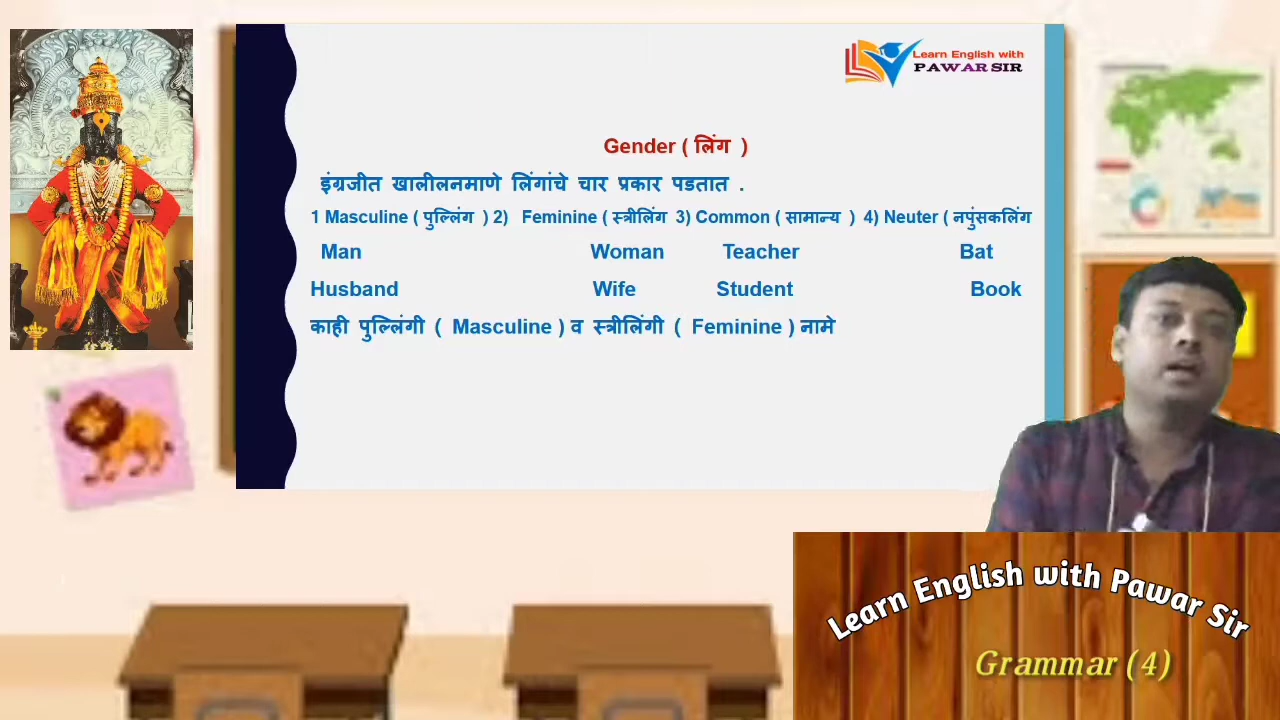 Learn English with
PAWAR SIR
Gender ( लिंग )
इंग्रजीत खालीलनमाणे लिंगांचे चार प्रकार पडतात .
1 Masculine ( पुल्लिंग ) 2) Feminine ( स्त्रीलिंग 3) Common ( सामान्य ) 4) Neuter ( नपुंसकलिंग
Man Woman Teacher Bat
Husband Wife Student Book
काही पुल्लिंगी ( Masculine ) व स्त्रीलिंगी ( Feminine ) नामे
Learn English with Pawar Sir
Grammar (4)